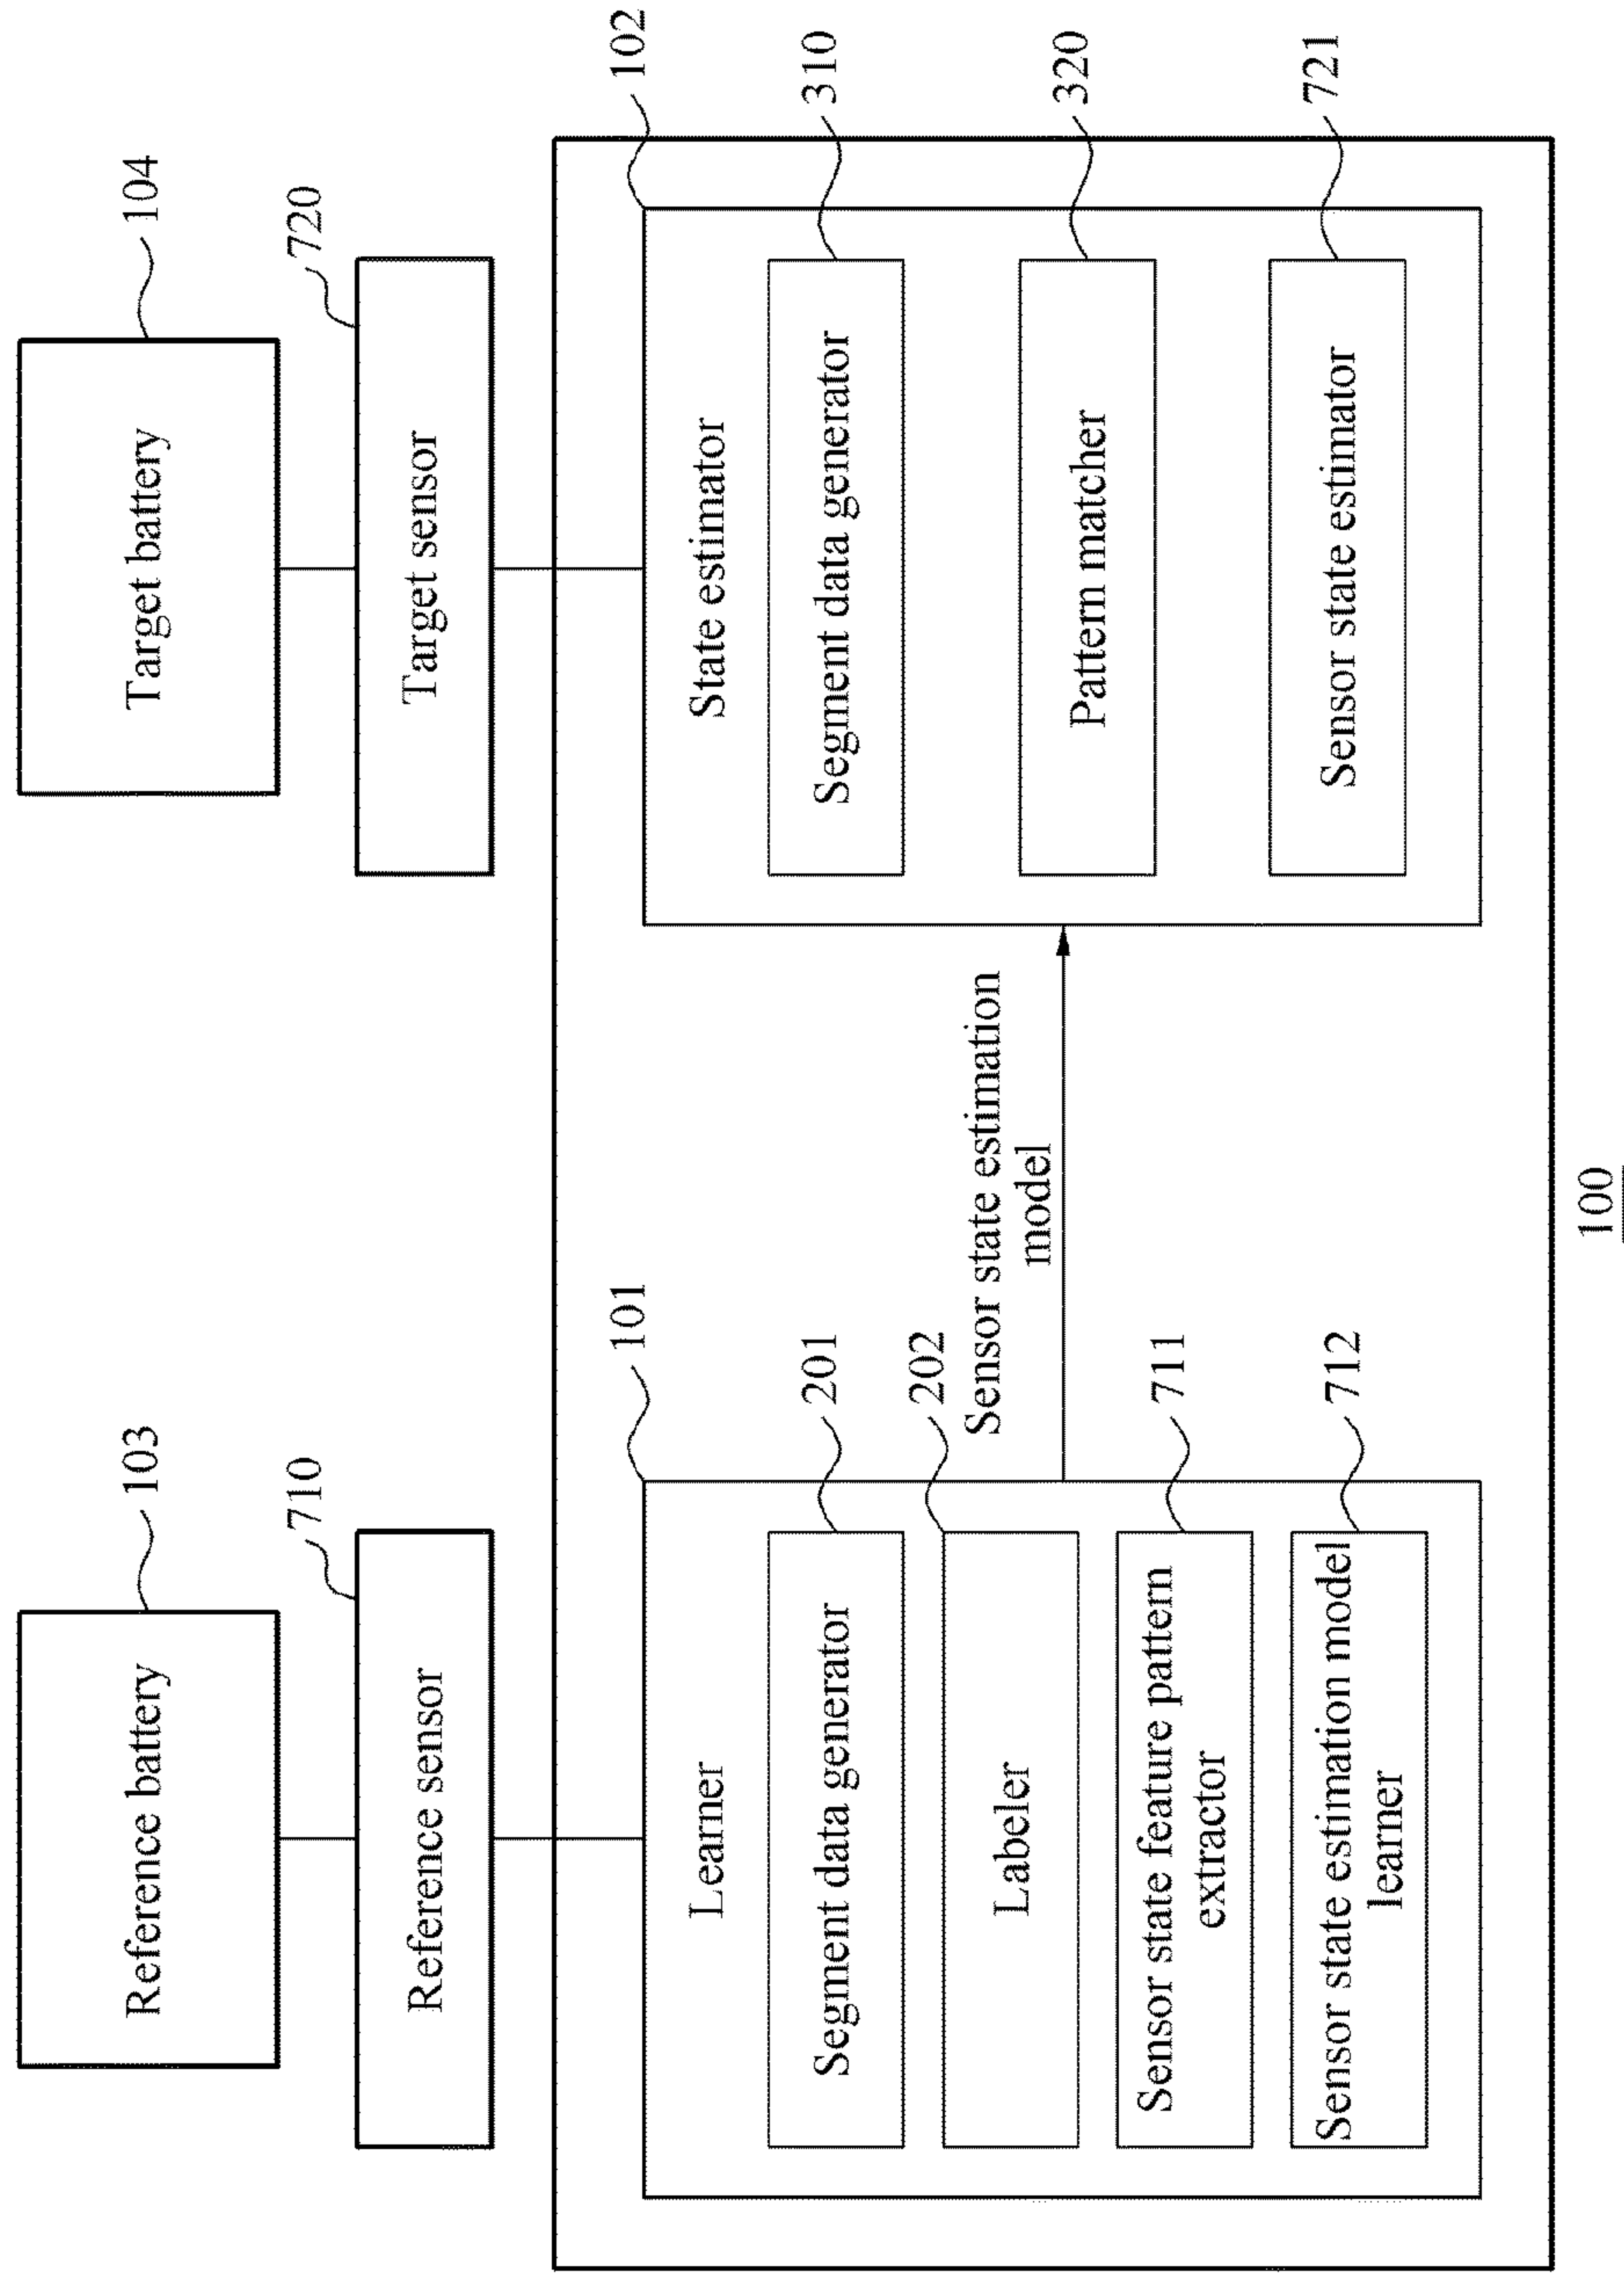 Reference battery
103
Target battery
104
710
Reference sensor
720
Target sensor
101
Learner
Segment data generator
201
Labeler
202
Sensor state feature pattern
extractor
711
Sensor state estimation model
learner
712
Sensor state estimation
model
102
State estimator
Segment data generator
310
Pattern matcher
320
Sensor state estimator
721
100